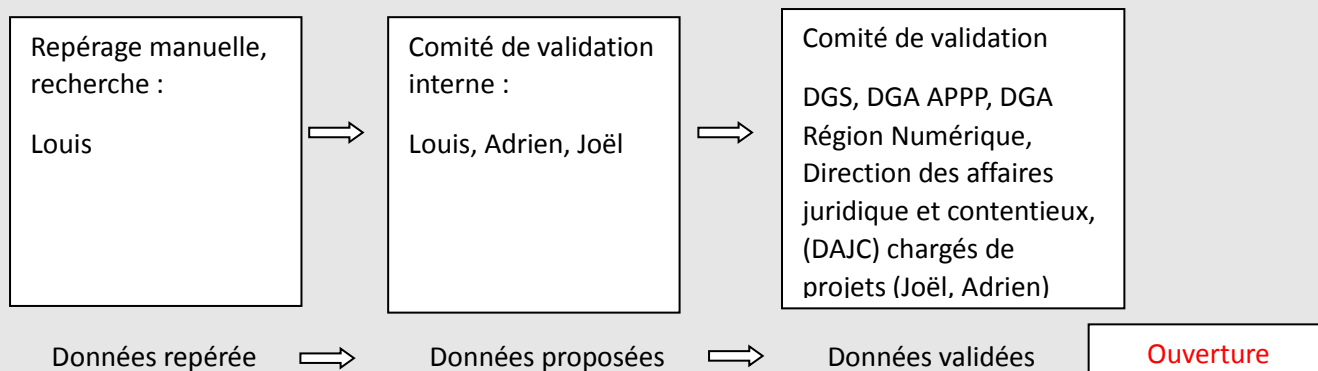 Repérage manuelle,
recherche :
Louis
Comité de validation
interne :
Louis, Adrien, Joël
Comité de validation
DGS, DGA APPP, DGA
Région Numérique,
Direction des affaires
juridique et contentieux,
(DAJC) chargés de
projets (Joël, Adrien)
Données repérée
Données proposées
Données validées
Ouverture